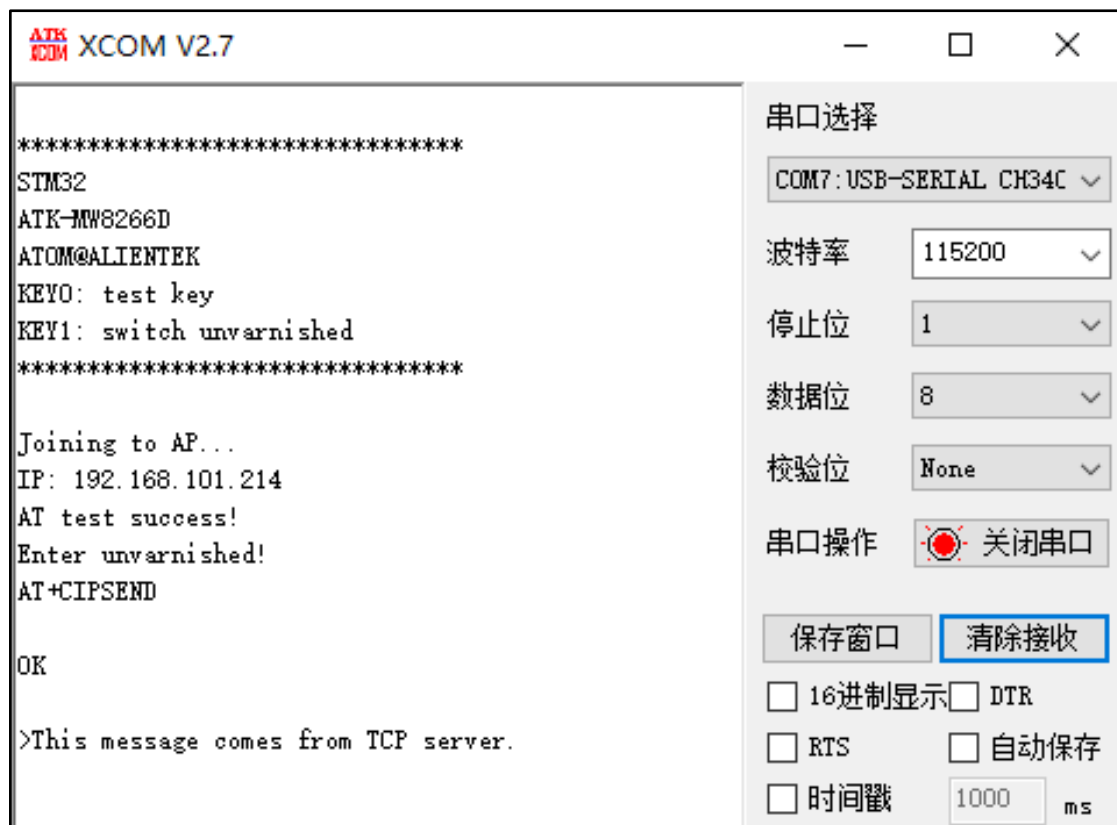 ATK
XCOM
XCOM V2.7
********************************
STM32
ATK-MW8266D
ATOM@ALIENTEK
KEY0: test key
KEY1: switch unvarnished
********************************
Joining to AP...
IP: 192.168.101.214
AT test success!
Enter unvarnished!
AT+CIPSEND
OK
>This message comes from TCP server.
串口选择
COM7:USB-SERIAL CH34C
波特率 115200
停止位 1
数据位 8
校验位 None
串口操作 关闭串口
保存窗口 清除接收
16进制显示 DTR
RTS 自动保存
时间戳 1000 ms